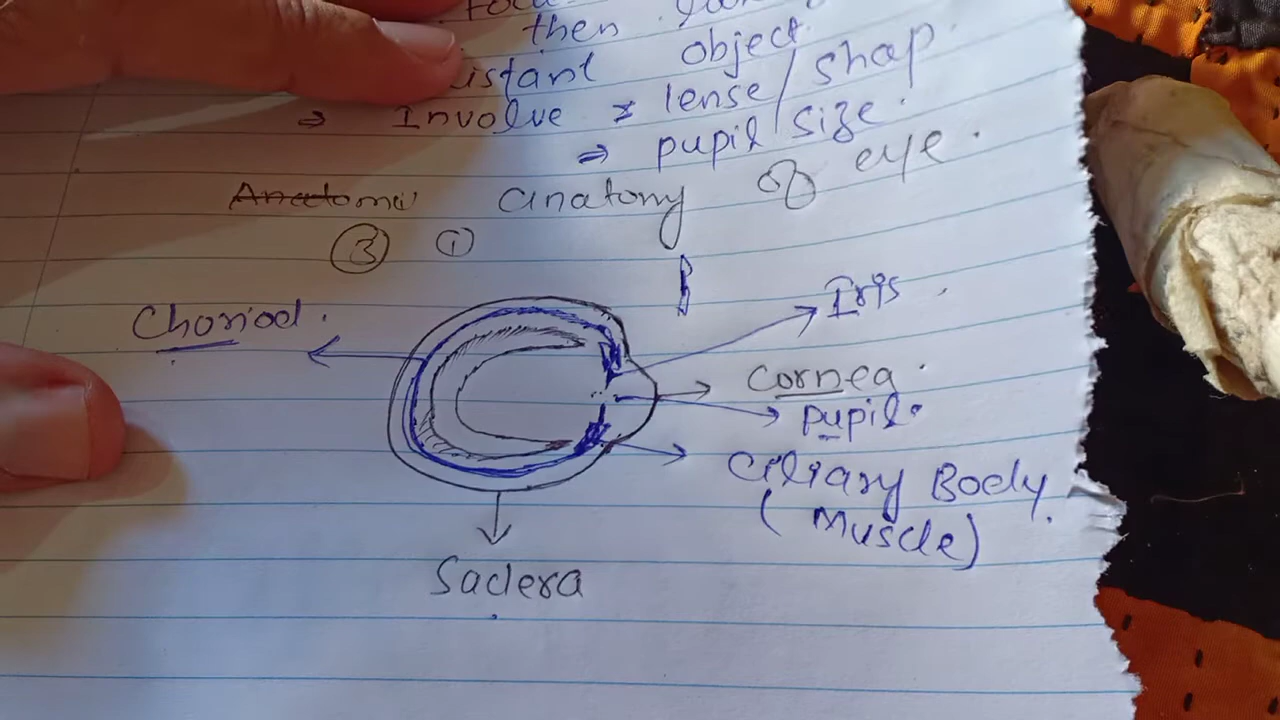 then
istant object.
⇒ Involve lense/shap
⇒ pupil/size.
Anatomi anatomy of eye.
③ ①
Iris
Choriod.
Cornea
pupil
Ciliary Body
(Muscle)
Saclera